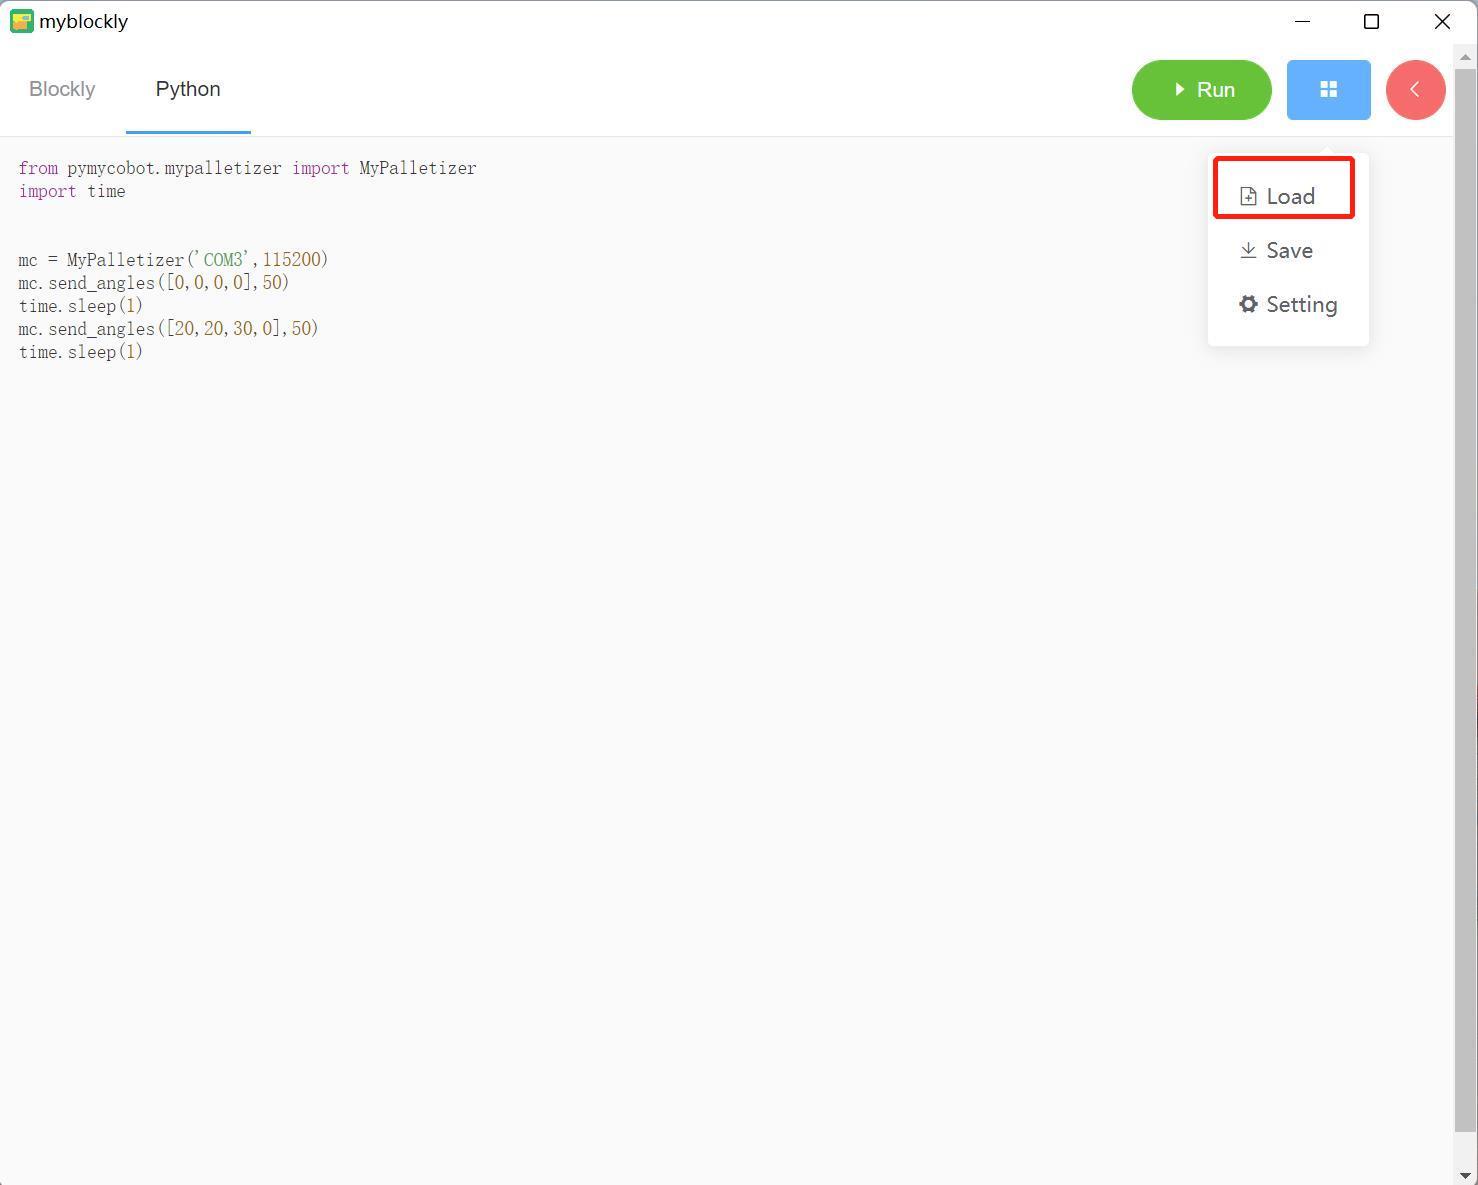 myblockly
Blockly Python Run
from pymycobot.mypalletizer import MyPalletizer
import time
mc = MyPalletizer('COM3',115200)
mc.send_angles([0,0,0,0],50)
time.sleep(1)
mc.send_angles([20,20,30,0],50)
time.sleep(1)
Load
Save
Setting